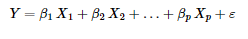 Y = β₁ X₁ + β₂ X₂ + … + βₚ Xₚ + ε